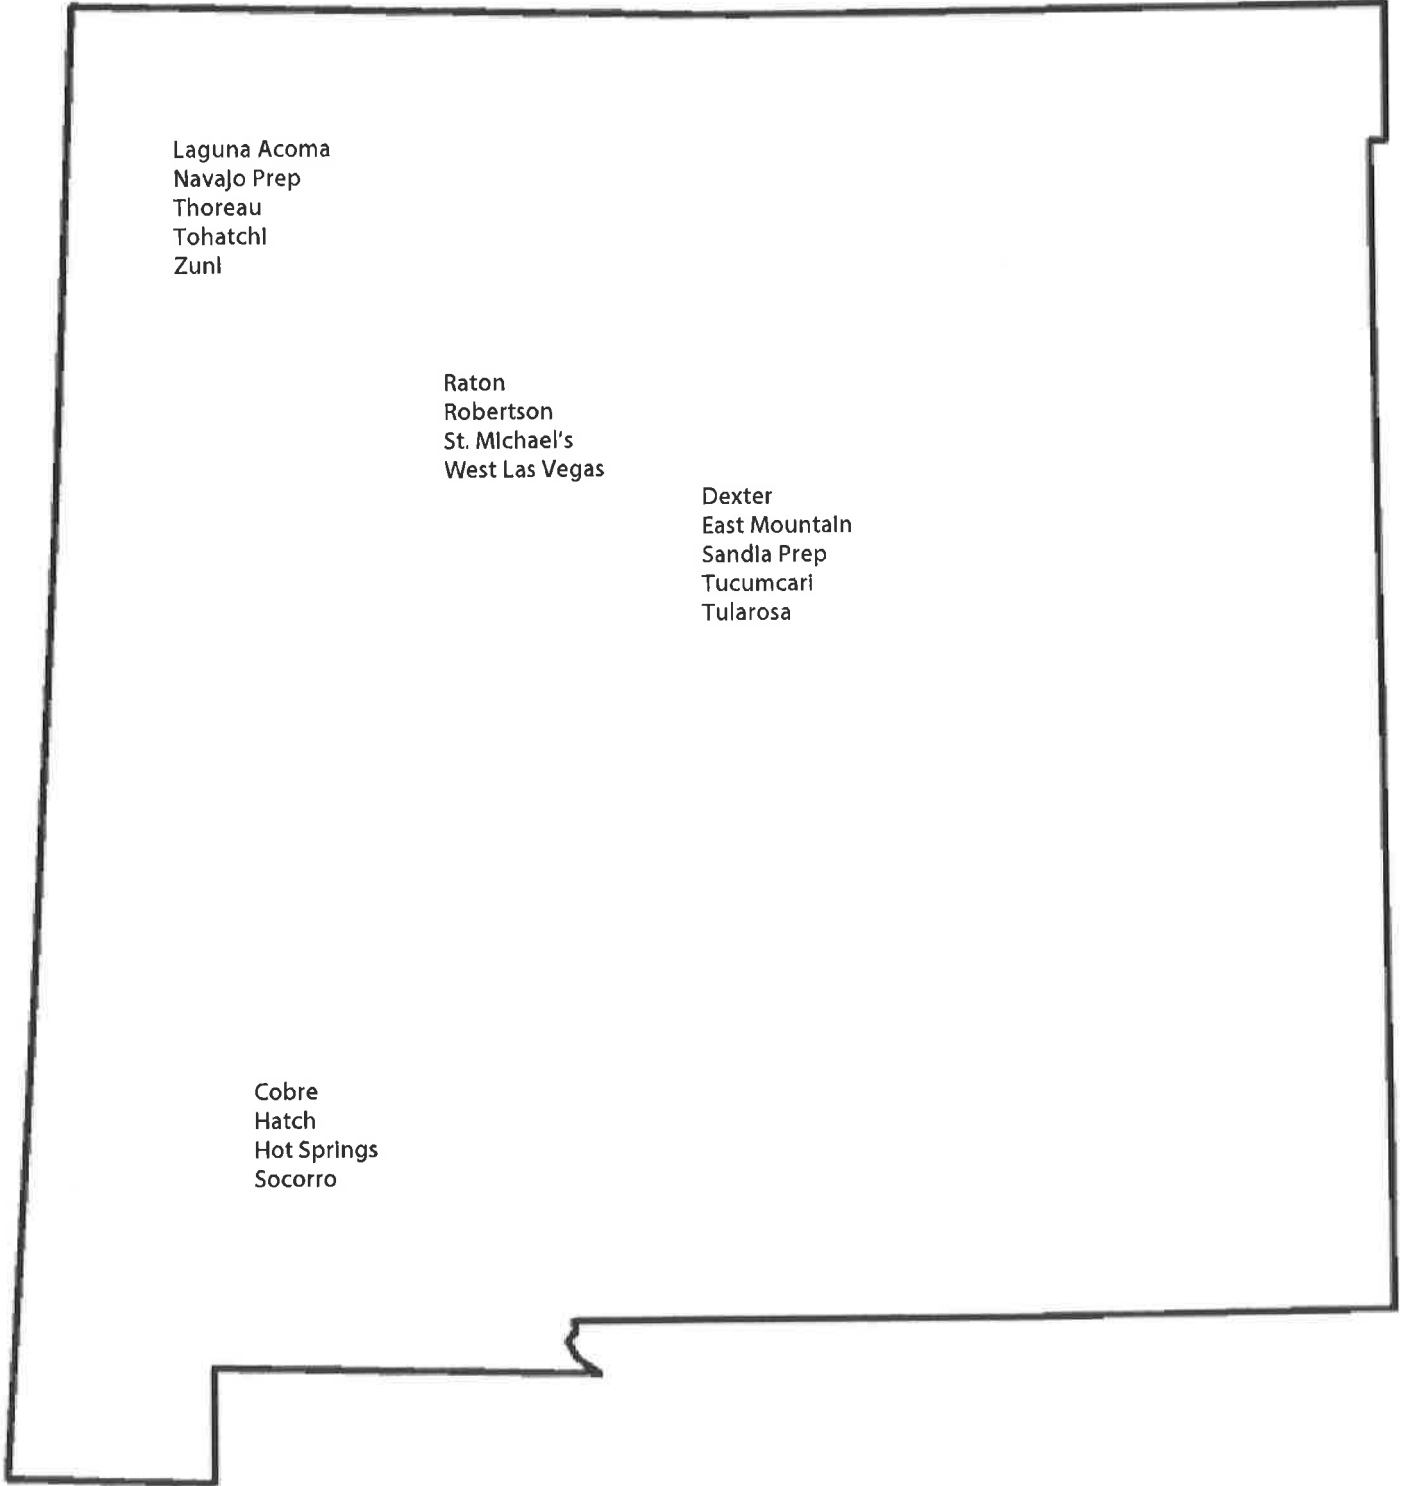 Laguna Acoma
Navajo Prep
Thoreau
Tohatchi
Zuni
Raton
Robertson
St. Michael's
West Las Vegas
Dexter
East Mountain
Sandia Prep
Tucumcari
Tularosa
Cobre
Hatch
Hot Springs
Socorro